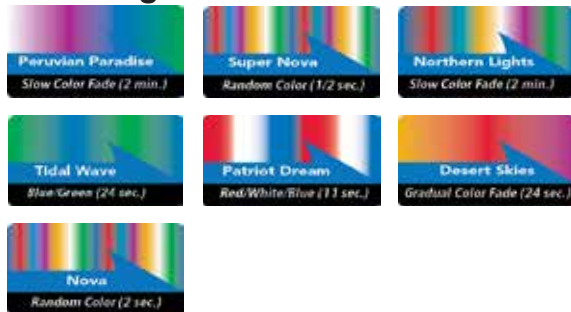 Peruvian Paradise
Slow Color Fade (2 min.)
Super Nova
Random Color (1/2 sec.)
Northern Lights
Slow Color Fade (2 min.)
Tidal Wave
Blue/Green (24 sec.)
Patriot Dream
Red/White/Blue (11 sec.)
Desert Skies
Gradual Color Fade (24 sec.)
Nova
Random Color (2 sec.)